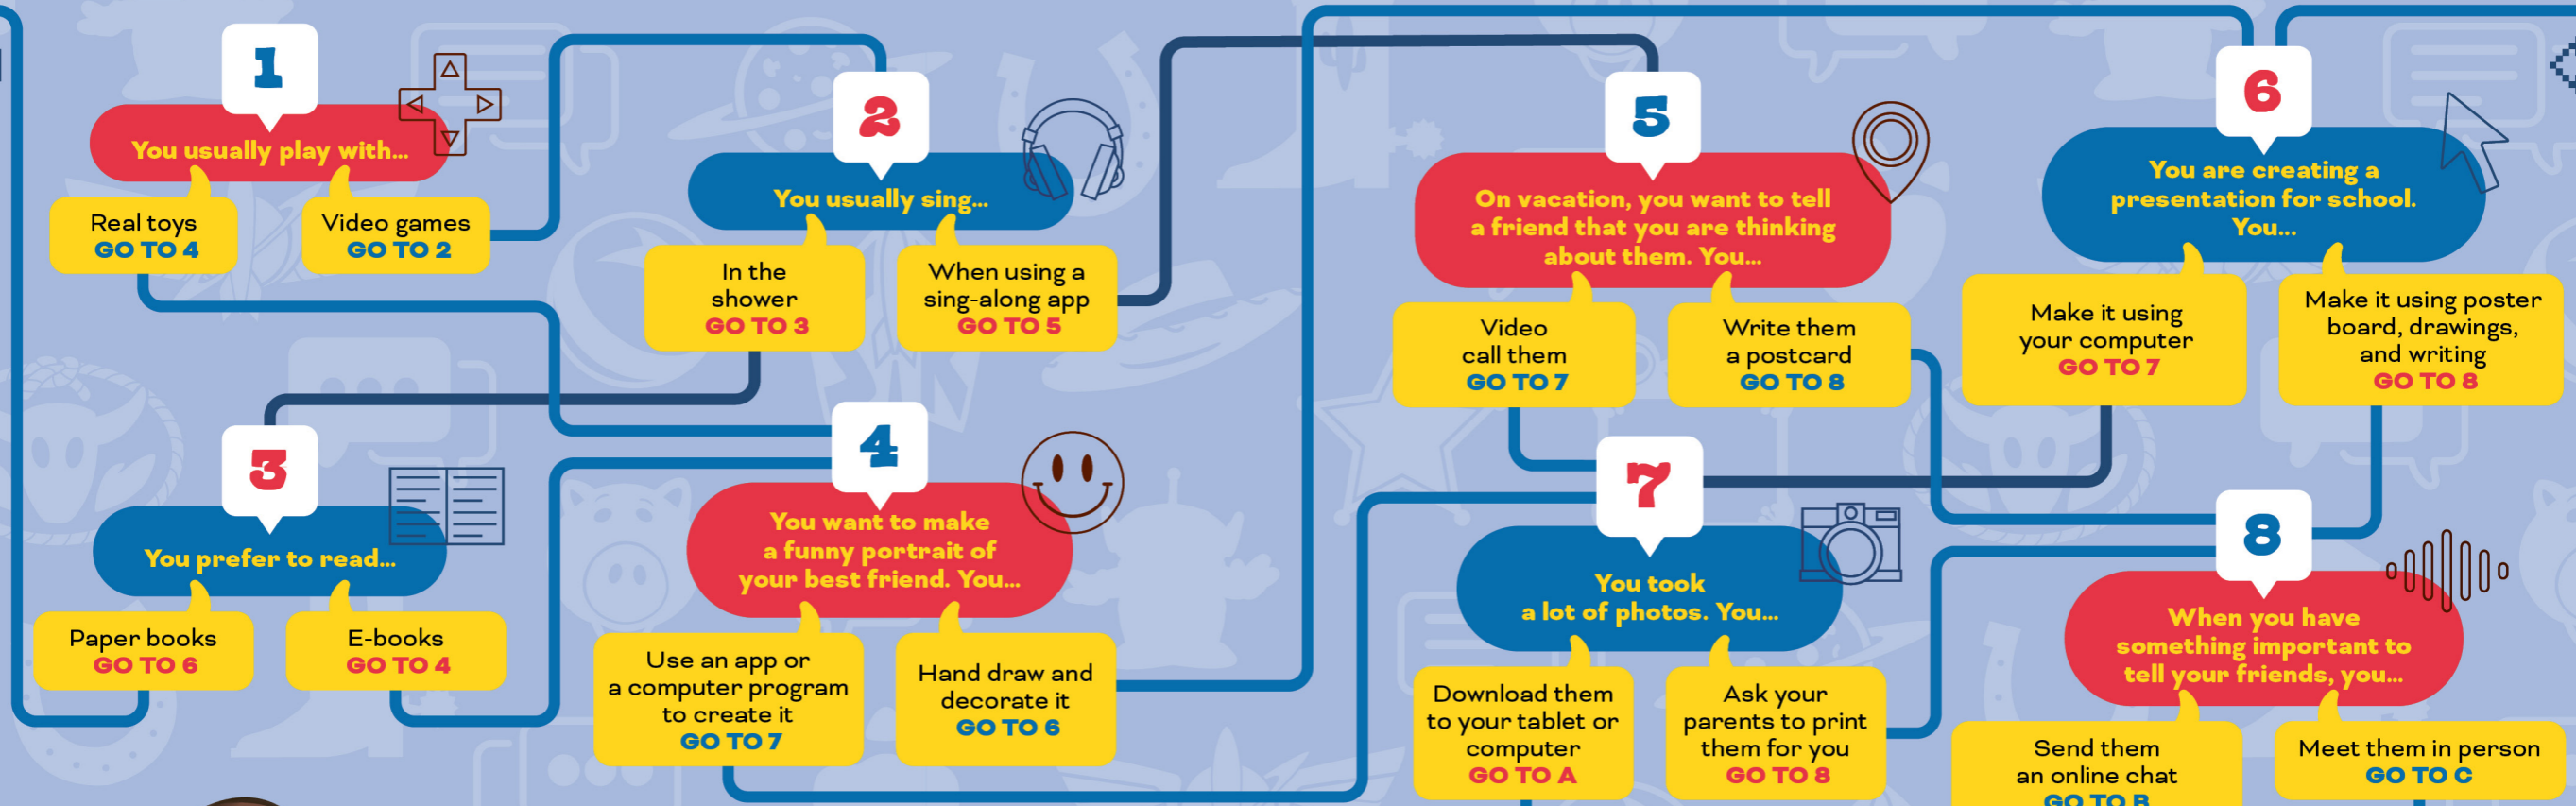 1
You usually play with...
Real toys
GO TO 4
Video games
GO TO 2
2
You usually sing...
In the
shower
GO TO 3
When using a
sing-along app
GO TO 5
3
You prefer to read...
Paper books
GO TO 6
E-books
GO TO 4
4
You want to make
a funny portrait of
your best friend. You...
Use an app or
a computer program
to create it
GO TO 7
Hand draw and
decorate it
GO TO 6
5
On vacation, you want to tell
a friend that you are thinking
about them. You...
Video
call them
GO TO 7
Write them
a postcard
GO TO 8
6
You are creating a
presentation for school.
You...
Make it using
your computer
GO TO 7
Make it using poster
board, drawings,
and writing
GO TO 8
7
You took
a lot of photos. You...
Download them
to your tablet or
computer
GO TO A
Ask your
parents to print
them for you
GO TO 8
8
When you have
something important to
tell your friends, you...
Send them
an online chat
GO TO B
Meet them in person
GO TO C